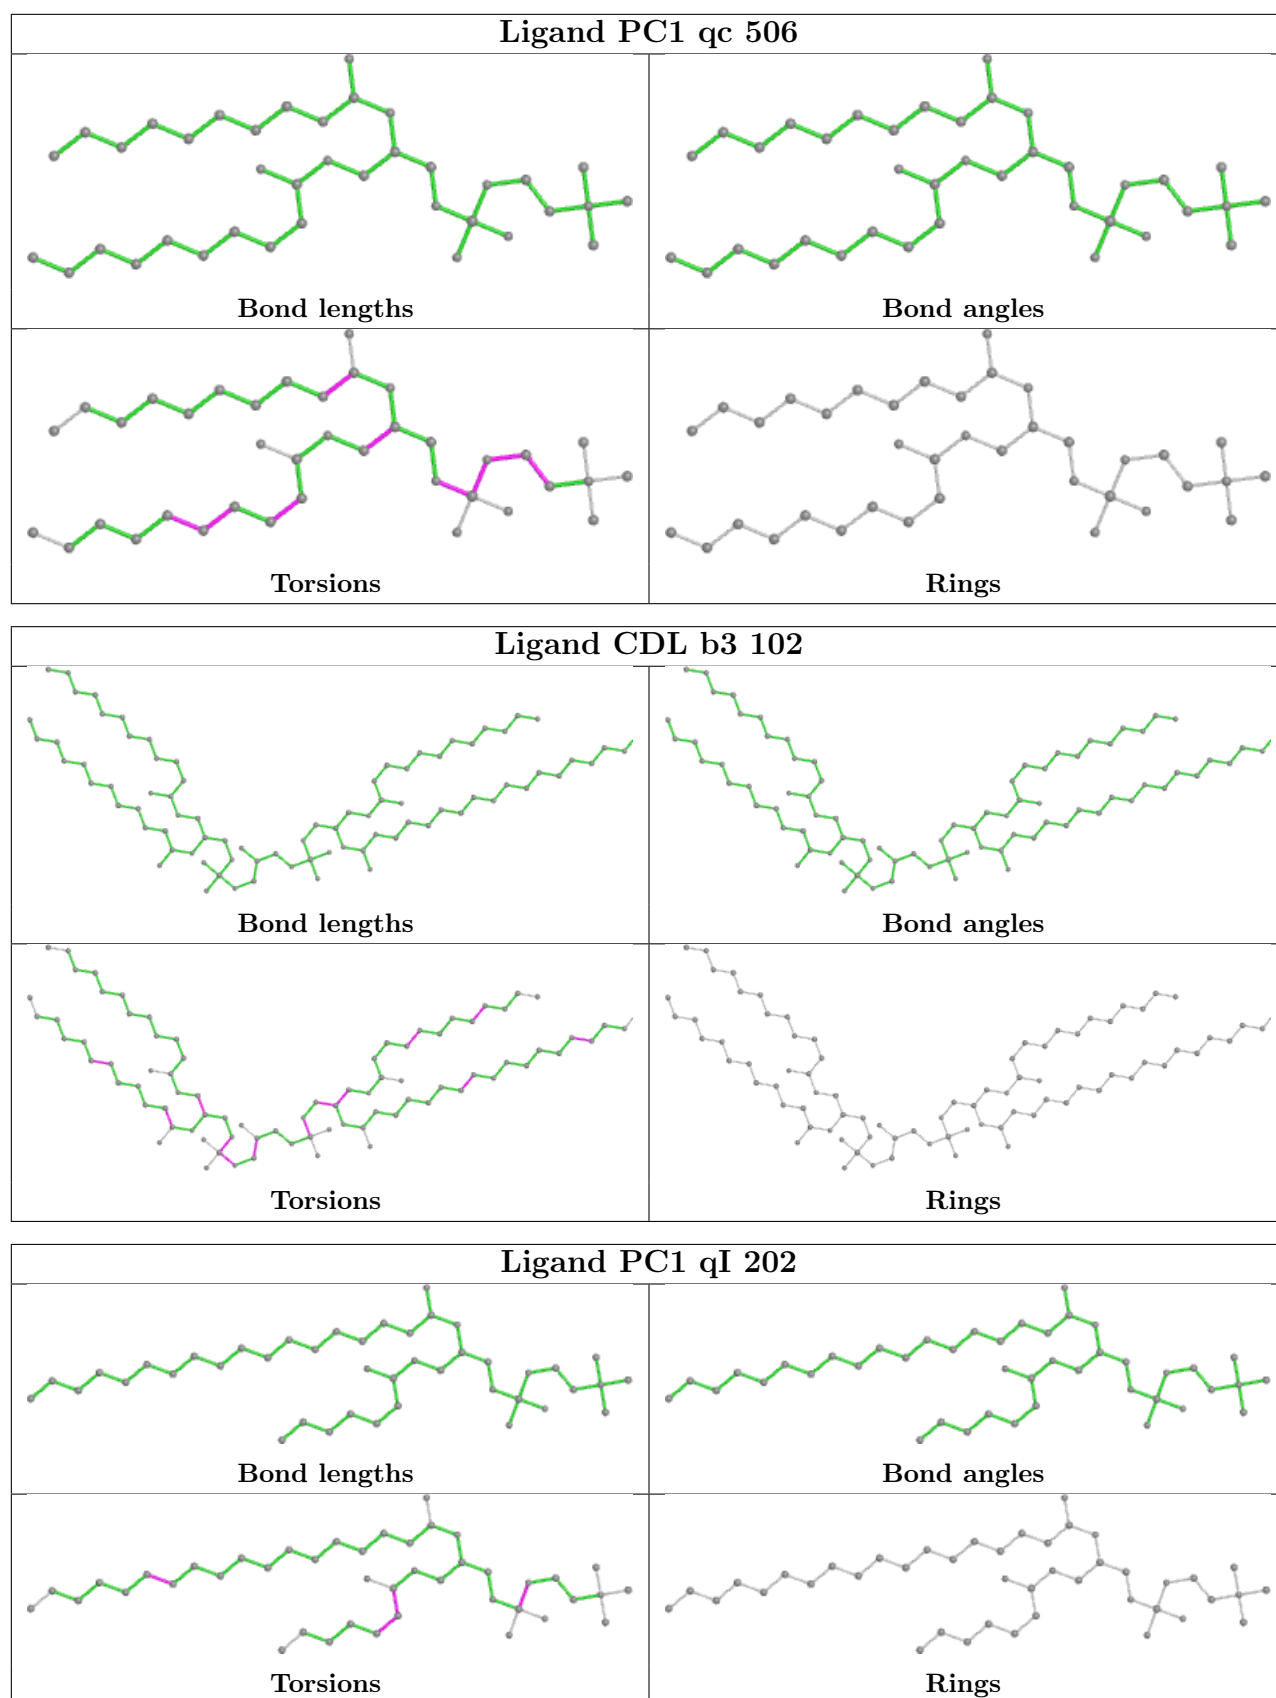 Ligand PC1 qc 506
Bond lengths
Bond angles
Torsions
Rings
Ligand CDL b3 102
Bond lengths
Bond angles
Torsions
Rings
Ligand PC1 qI 202
Bond lengths
Bond angles
Torsions
Rings